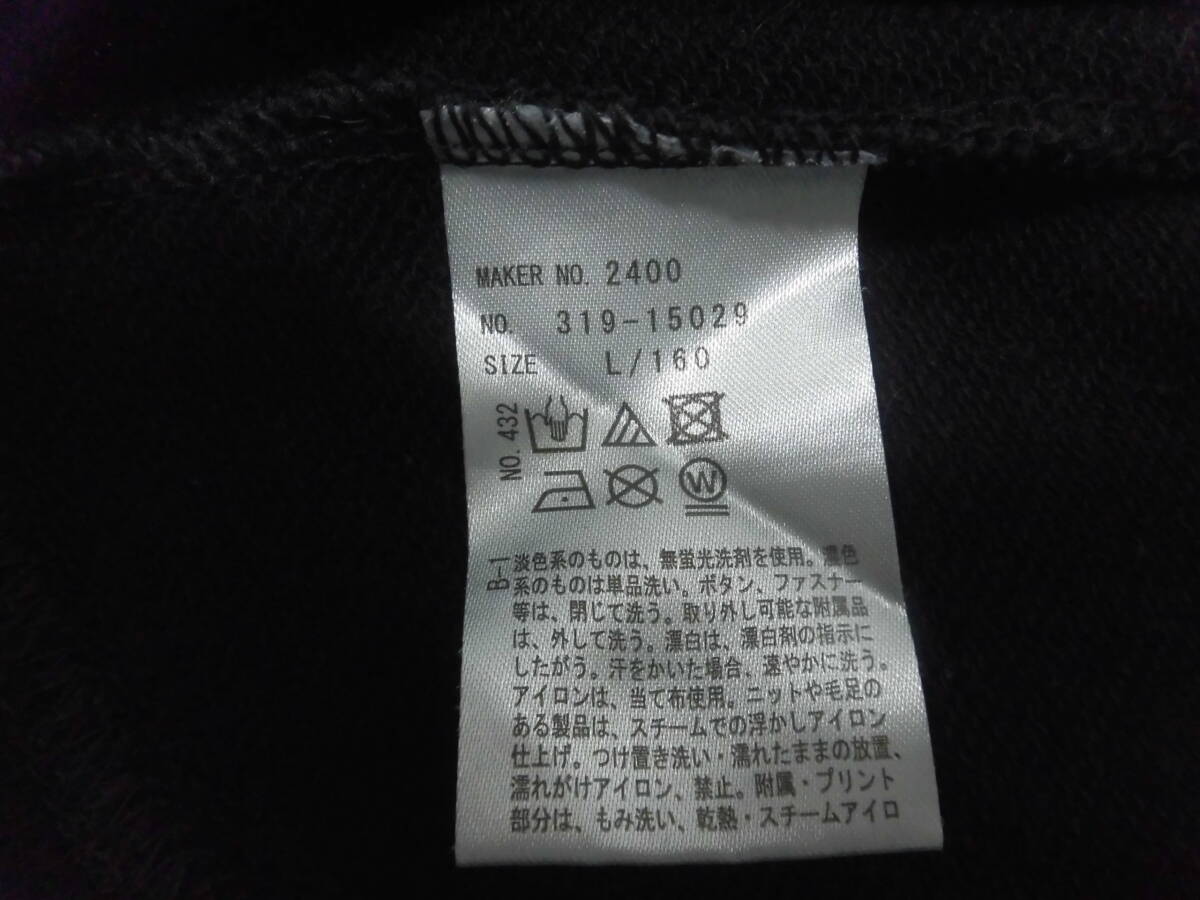 MAKER NO. 2400
NO. 319-15029
SIZE L/160
NO. 432
W
B-1
淡色系のものは、無蛍光洗剤を使用。濃色
系のものは単品洗い。ボタン、ファスナー
等は、閉じて洗う。取り外し可能な附属品
は、外して洗う。漂白は、漂白剤の指示に
したがう。汗をかいた場合、速やかに洗う。
アイロンは、当て布使用。ニットや毛足の
ある製品は、スチームでの浮かしアイロン
仕上げ。つけ置き洗い・濡れたままの放置、
濡れがけアイロン、禁止。附属・プリント
部分は、もみ洗い、乾熱・スチームアイロ